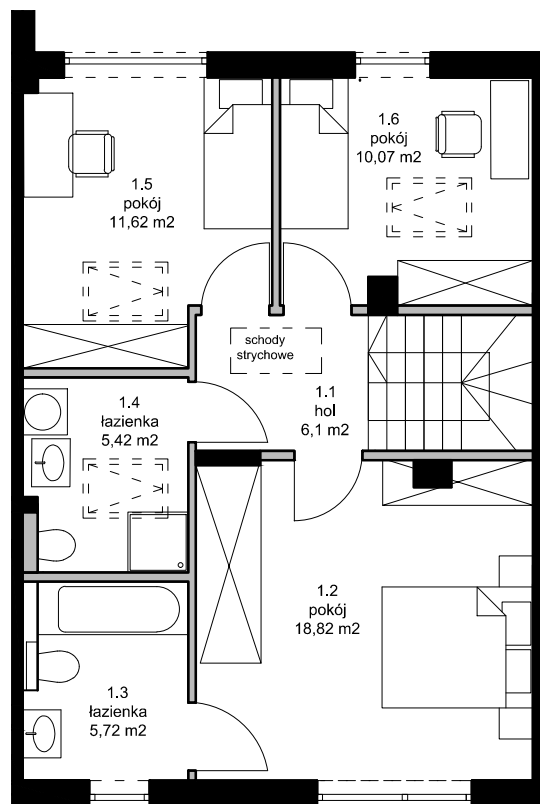 1.6
pokój
10,07 m2
1.5
pokój
11,62 m2
schody
strychowe
1.1
hol
6,1 m2
1.4
łazienka
5,42 m2
1.2
pokój
18,82 m2
1.3
łazienka
5,72 m2